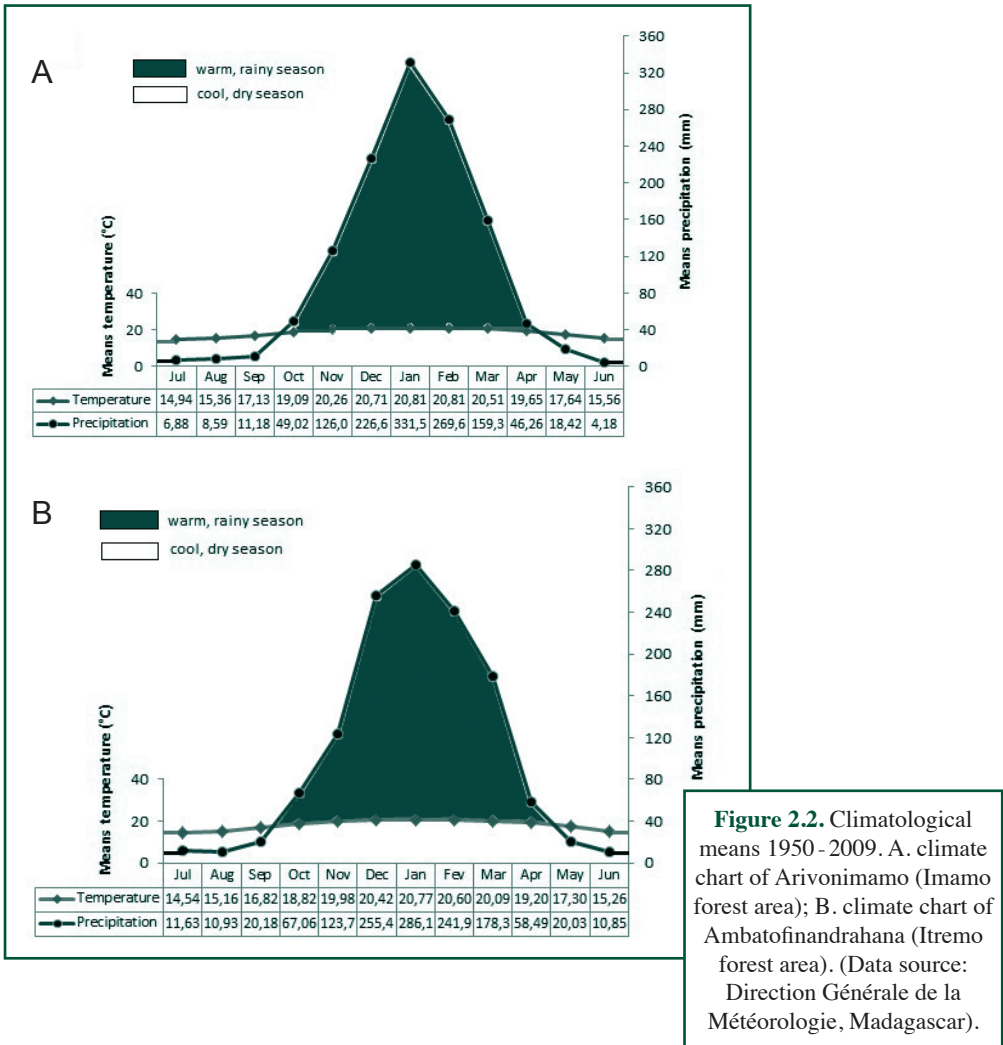 A
warm, rainy season
cool, dry season
Means temperature (°C)
40
20
0
Means precipitation (mm)
360
320
280
240
200
160
120
80
40
0
Jul Aug Sep Oct Nov Dec Jan Feb Mar Apr May Jun
Temperature 14,94 15,36 17,13 19,09 20,26 20,71 20,81 20,81 20,51 19,65 17,64 15,56
Precipitation 6,88 8,59 11,18 49,02 126,0 226,6 331,5 269,6 159,3 46,26 18,42 4,18
B
warm, rainy season
cool, dry season
Means temperature (°C)
40
20
0
Means precipitation (mm)
360
320
280
240
200
160
120
80
40
0
Jul Aug Sep Oct Nov Dec Jan Fev Mar Apr May Jun
Temperature 14,54 15,16 16,82 18,82 19,98 20,42 20,77 20,60 20,09 19,20 17,30 15,26
Precipitation 11,63 10,93 20,18 67,06 123,7 255,4 286,1 241,9 178,3 58,49 20,03 10,85
Figure 2.2. Climatological
means 1950-2009. A. climate
chart of Arivonimamo (Imamo
forest area); B. climate chart of
Ambatofinandrahana (Itremo
forest area). (Data source:
Direction Générale de la
Météorologie, Madagascar).